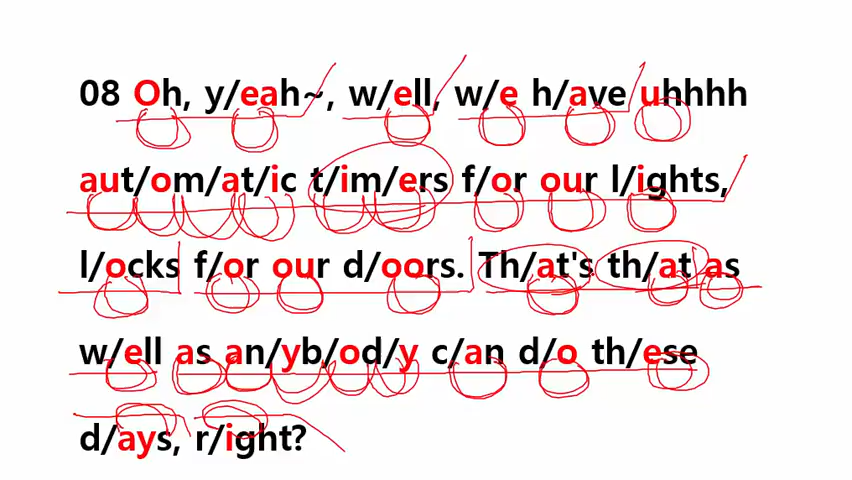 08 Oh, y/eah~, w/ell, w/e h/ave uhhhh
aut/om/at/ic t/im/ers f/or our l/ights,
l/ocks f/or our d/oors. Th/at's th/at as
w/ell as an/yb/od/y c/an d/o th/ese
d/ays, r/ight?